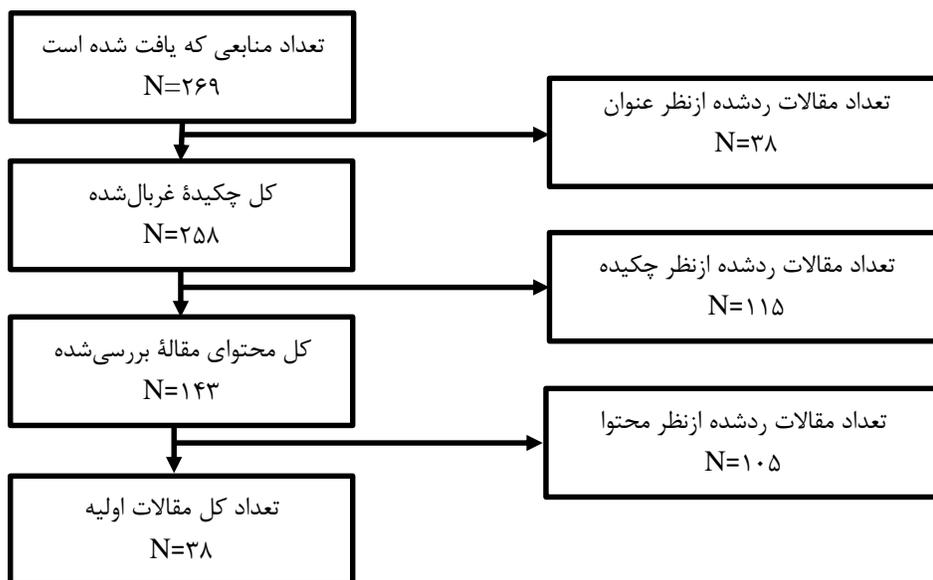 تعداد منابعی که یافت شده است
N=۲۶۹
تعداد مقالات ردشده ازنظر عنوان
N=۳۸
کل چکیدهٔ غربال‌شده
N=۲۵۸
تعداد مقالات ردشده ازنظر چکیده
N=۱۱۵
کل محتوای مقالهٔ بررسی‌شده
N=۱۴۳
تعداد مقالات ردشده ازنظر محتوا
N=۱۰۵
تعداد کل مقالات اولیه
N=۳۸